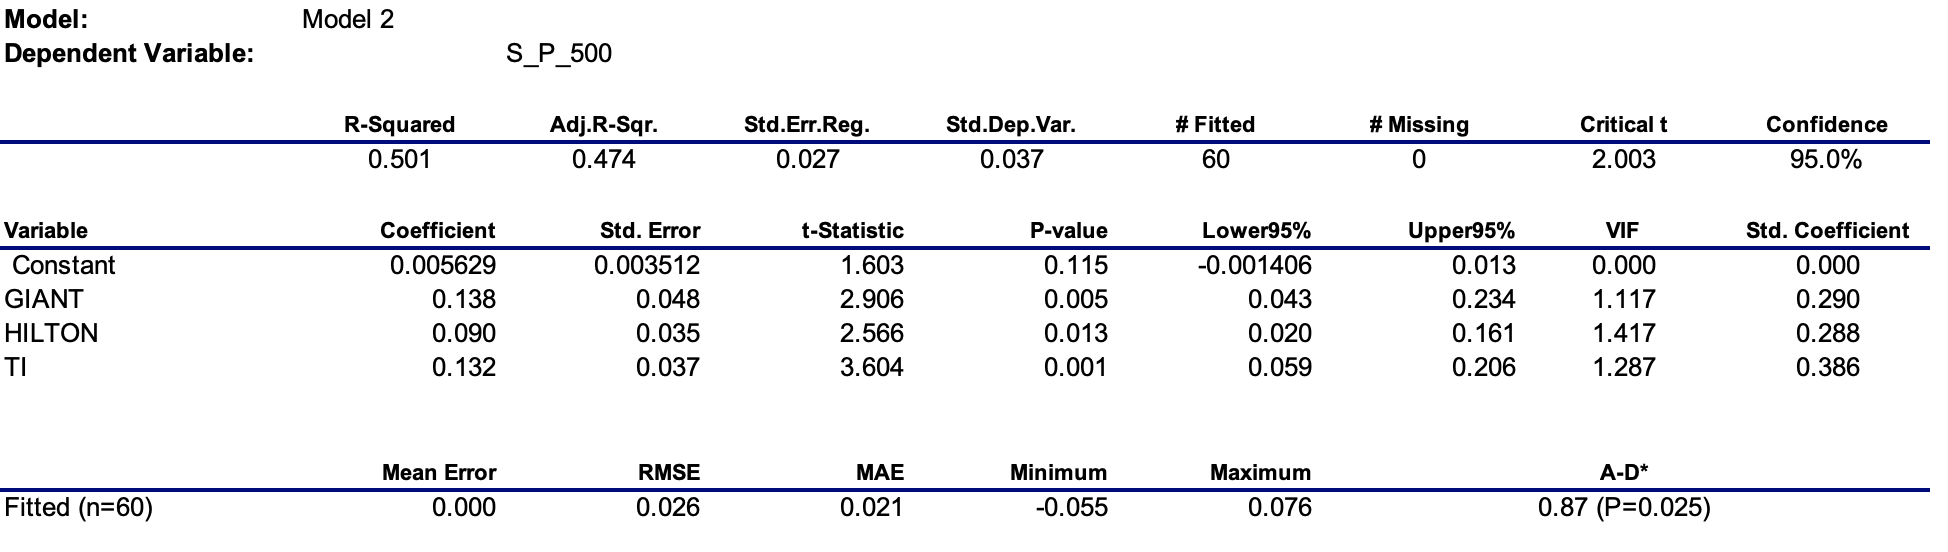 Model: Model 2
Dependent Variable: S_P_500
R-Squared Adj.R-Sqr. Std.Err.Reg. Std.Dep.Var. # Fitted # Missing Critical t Confidence
0.501 0.474 0.027 0.037 60 0 2.003 95.0%
Variable Coefficient Std. Error t-Statistic P-value Lower95% Upper95% VIF Std. Coefficient
Constant 0.005629 0.003512 1.603 0.115 -0.001406 0.013 0.000 0.000
GIANT 0.138 0.048 2.906 0.005 0.043 0.234 1.117 0.290
HILTON 0.090 0.035 2.566 0.013 0.020 0.161 1.417 0.288
TI 0.132 0.037 3.604 0.001 0.059 0.206 1.287 0.386
Mean Error RMSE MAE Minimum Maximum A-D*
Fitted (n=60) 0.000 0.026 0.021 -0.055 0.076 0.87 (P=0.025)